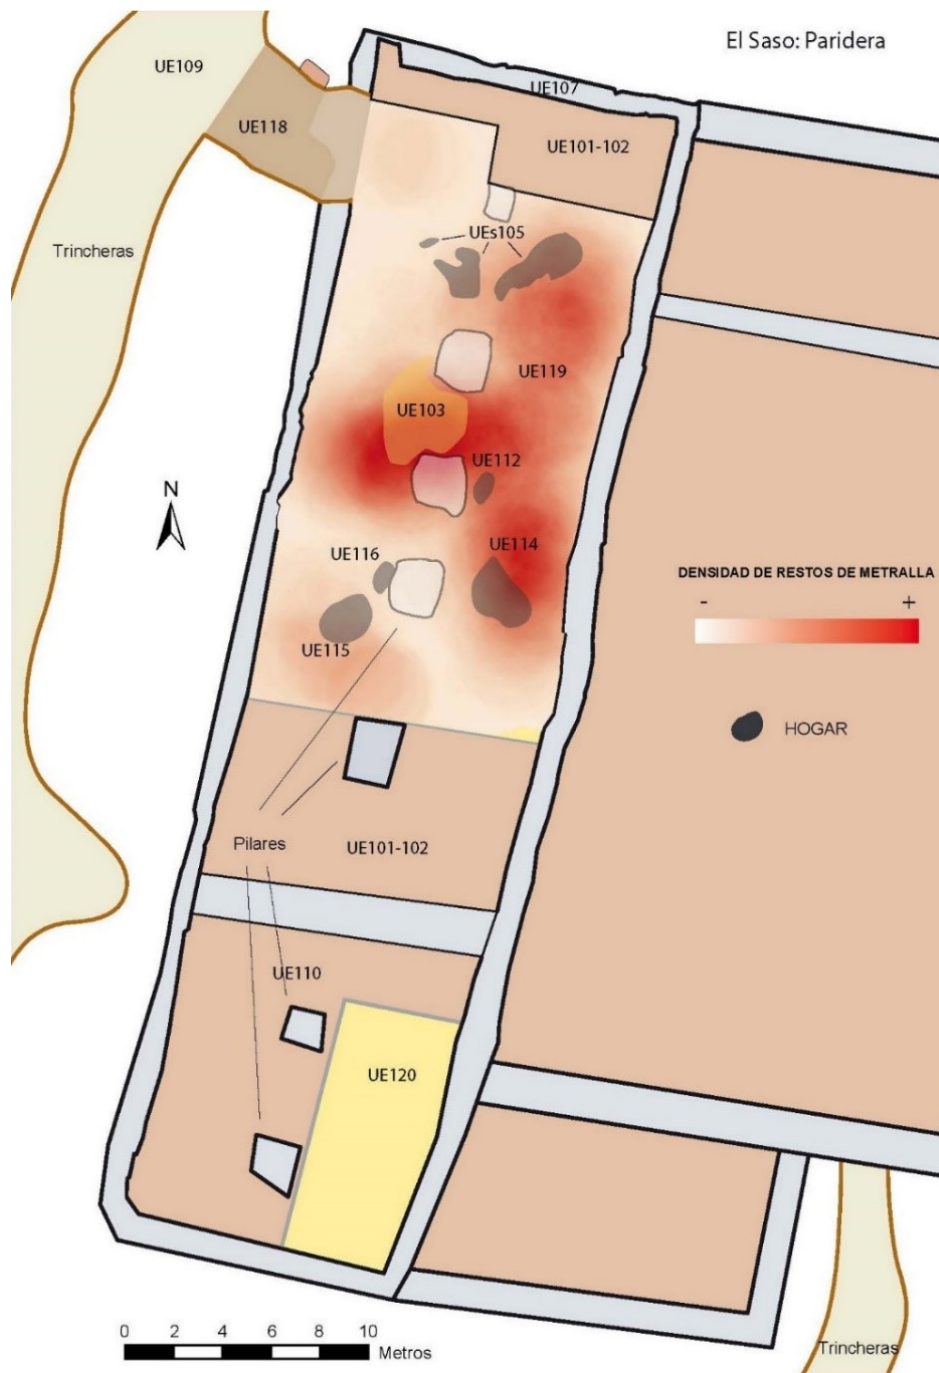 El Saso: Paridera
UE109
UE107
UE118
UE101-102
UEs105
Trincheras
UE119
UE103
UE112
N
UE114
UE116
DENSIDAD DE RESTOS DE METRALLA
- +
UE115
HOGAR
Pilares
UE101-102
UE110
UE120
0 2 4 6 8 10
Metros
Trincheras